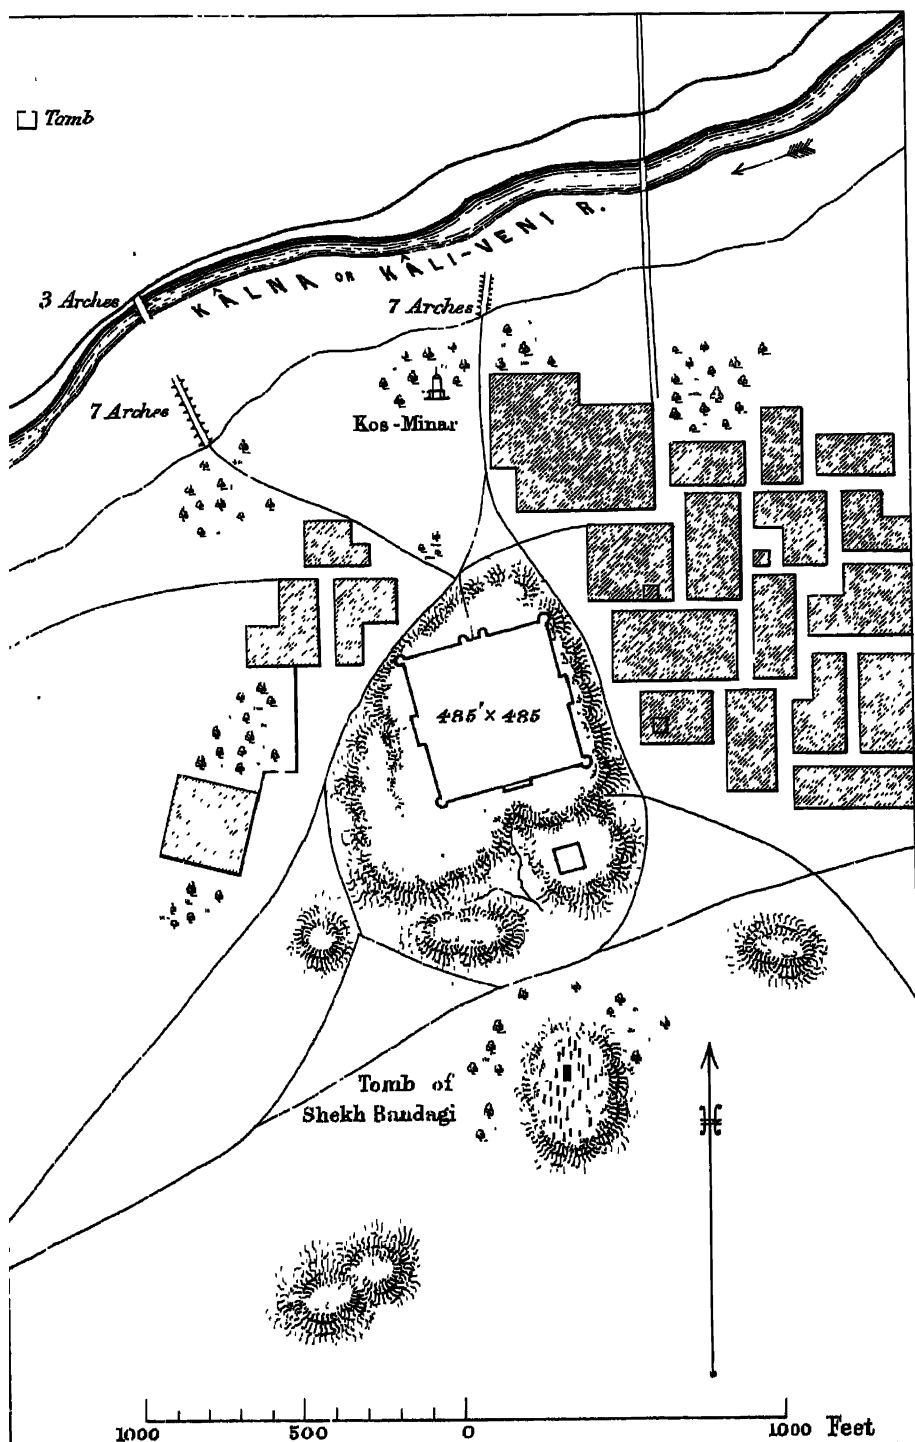 Tomb
KÂLNA OR KÂLI-VENI R.
3 Arches
7 Arches
7 Arches
Kos-Minar
485' × 485
Tomb of
Shekh Bandagi
1000 500 0 1000 Feet